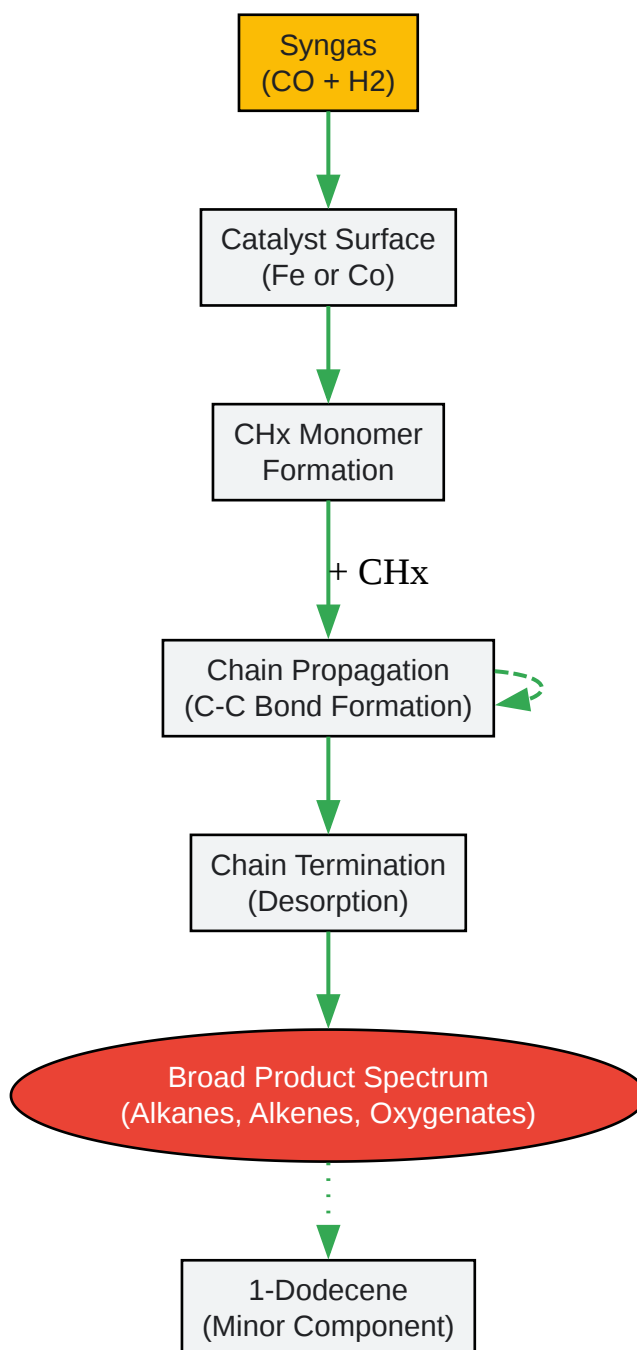 Syngas
(CO + H2)
Catalyst Surface
(Fe or Co)
CHx Monomer
Formation
+ CHx
Chain Propagation
(C-C Bond Formation)
Chain Termination
(Desorption)
Broad Product Spectrum
(Alkanes, Alkenes, Oxygenates)
1-Dodecene
(Minor Component)